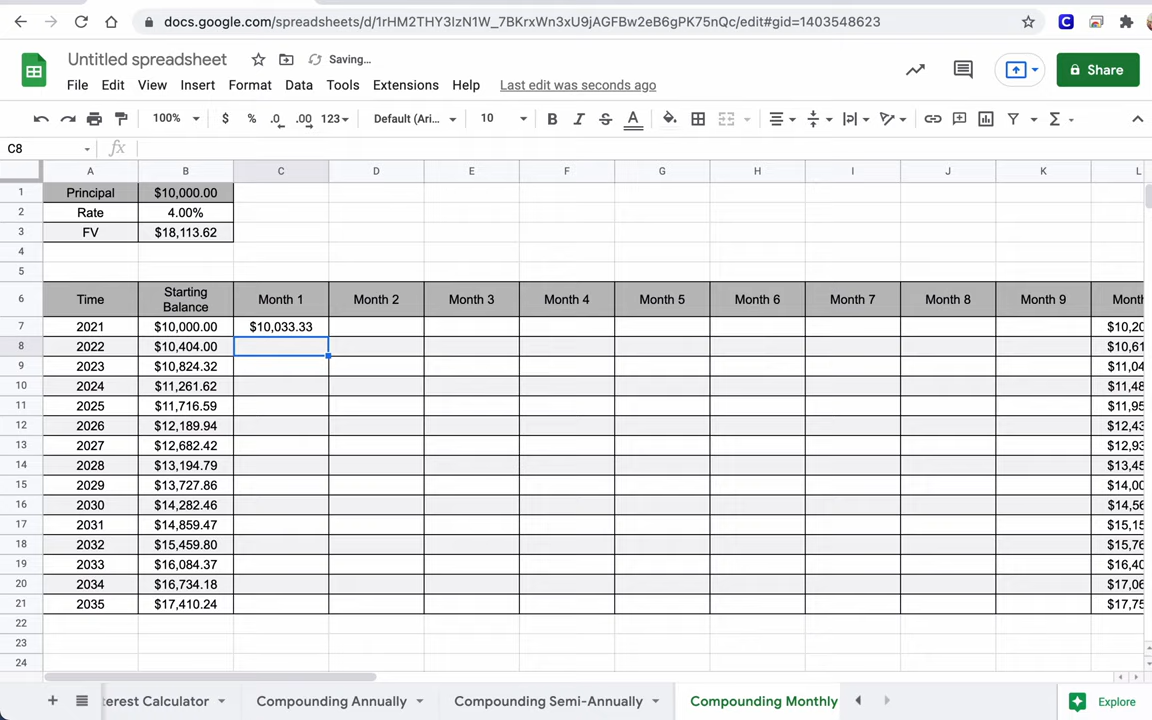 docs.google.com/spreadsheets/d/1rHM2THY3IzN1W_7BKrxWn3xU9jAGFBw2eB6gPK75nQc/edit#gid=1403548623
Untitled spreadsheet Saving...
File Edit View Insert Format Data Tools Extensions Help Last edit was seconds ago
Share
100% $ % .0 .00 123 Default (Ari... 10 B I S A Σ
C8 fx
A B C D E F G H I J K L
1 Principal $10,000.00
2 Rate 4.00%
3 FV $18,113.62
4
5
6 Time Starting Balance Month 1 Month 2 Month 3 Month 4 Month 5 Month 6 Month 7 Month 8 Month 9 Mont
7 2021 $10,000.00 $10,033.33 $10,20
8 2022 $10,404.00 $10,61
9 2023 $10,824.32 $11,04
10 2024 $11,261.62 $11,48
11 2025 $11,716.59 $11,95
12 2026 $12,189.94 $12,43
13 2027 $12,682.42 $12,93
14 2028 $13,194.79 $13,45
15 2029 $13,727.86 $14,00
16 2030 $14,282.46 $14,56
17 2031 $14,859.47 $15,15
18 2032 $15,459.80 $15,76
19 2033 $16,084.37 $16,40
20 2034 $16,734.18 $17,06
21 2035 $17,410.24 $17,75
22
23
24
terest Calculator Compounding Annually Compounding Semi-Annually Compounding Monthly Explore